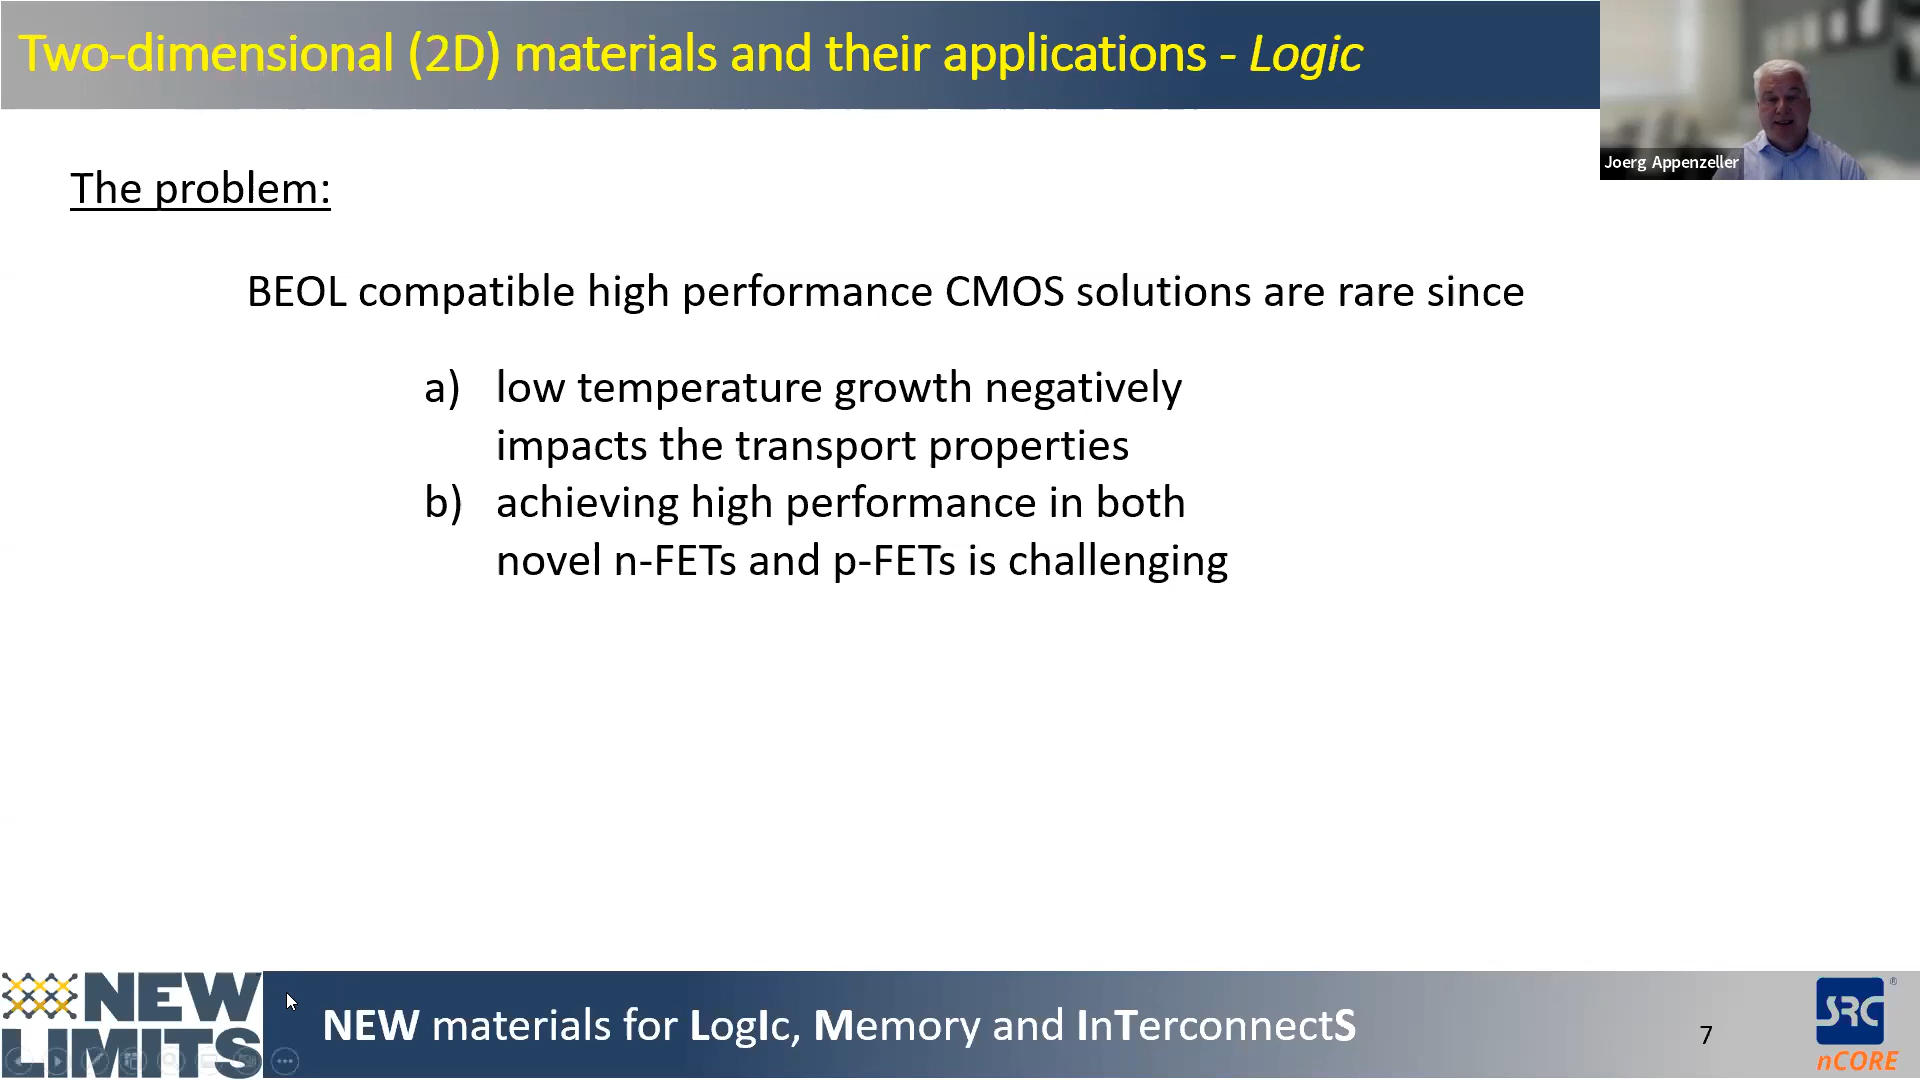 Two-dimensional (2D) materials and their applications - Logic
Joerg Appenzeller
The problem:
BEOL compatible high performance CMOS solutions are rare since
a) low temperature growth negatively
impacts the transport properties
b) achieving high performance in both
novel n-FETs and p-FETs is challenging
NEW
LIMITS
NEW materials for LogIc, Memory and InTerconnectS
7
SRC
®
nCORE